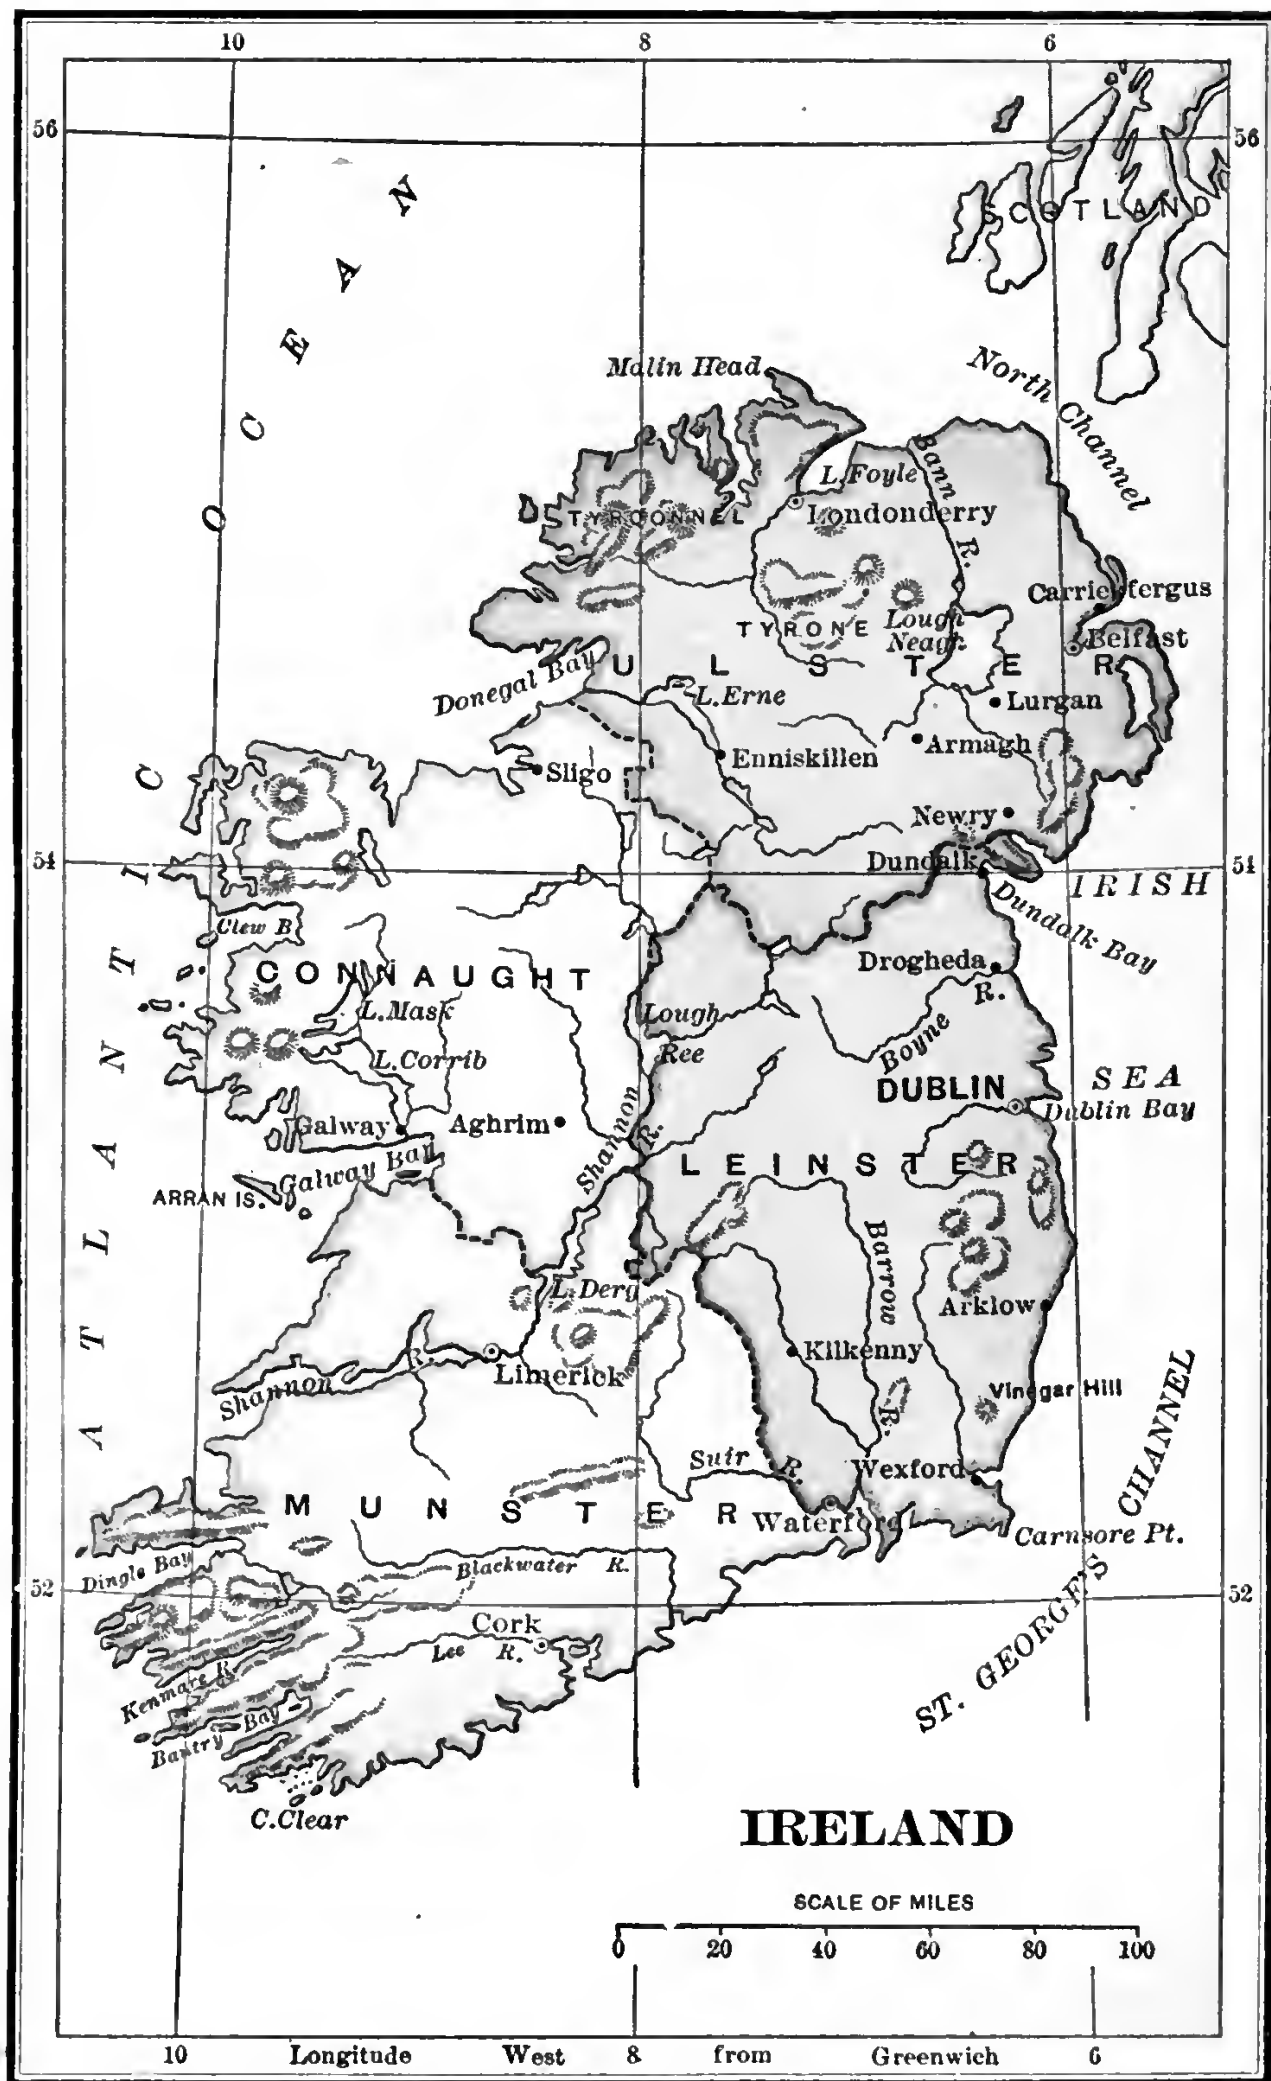 10 8 6
56 56
ATLANTIC OCEAN
SCOTLAND
North Channel
Malin Head
L. Foyle
Bann R.
Londonderry
TYRCONNEL
Carrickfergus
TYRONE
Lough
Neagh
Belfast
ULSTER
Donegal Bay
L. Erne
Lurgan
Armagh
Enniskillen
Sligo
Newry
Dundalk
54 54
IRISH
SEA
Dundalk Bay
Clew B.
CONNAUGHT
Drogheda
Boyne R.
L. Mask
Lough
Ree
L. Corrib
DUBLIN
Dublin Bay
Galway
Aghrim
Shannon R.
Galway Bay
LEINSTER
ARRAN IS.
Barrow R.
L. Derg
Arklow
Kilkenny
Limerick
Shannon R.
Vinegar Hill
ST. GEORGE'S CHANNEL
Suir R.
Wexford
MUNSTER
Waterford
Carnsore Pt.
Dingle Bay
Blackwater R.
52 52
Cork
Lee R.
Kenmare R.
Bantry Bay
C. Clear
IRELAND
SCALE OF MILES
0 20 40 60 80 100
10 Longitude West 8 from Greenwich 6